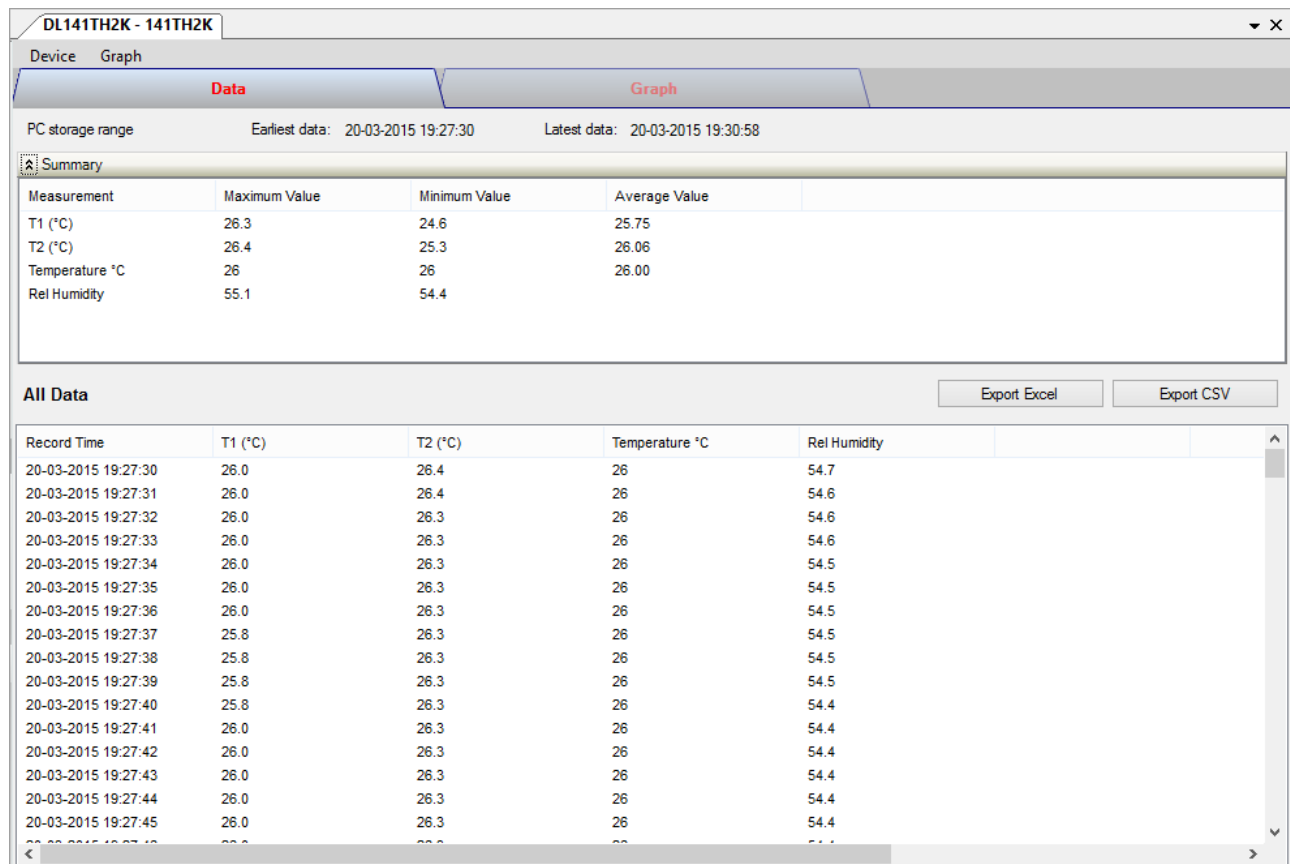 DL141TH2K - 141TH2K
Device Graph
Data Graph
PC storage range Earliest data: 20-03-2015 19:27:30 Latest data: 20-03-2015 19:30:58
Summary
Measurement Maximum Value Minimum Value Average Value
T1 (°C) 26.3 24.6 25.75
T2 (°C) 26.4 25.3 26.06
Temperature °C 26 26 26.00
Rel Humidity 55.1 54.4
All Data Export Excel Export CSV
Record Time T1 (°C) T2 (°C) Temperature °C Rel Humidity
20-03-2015 19:27:30 26.0 26.4 26 54.7
20-03-2015 19:27:31 26.0 26.4 26 54.6
20-03-2015 19:27:32 26.0 26.3 26 54.6
20-03-2015 19:27:33 26.0 26.3 26 54.6
20-03-2015 19:27:34 26.0 26.3 26 54.5
20-03-2015 19:27:35 26.0 26.3 26 54.5
20-03-2015 19:27:36 26.0 26.3 26 54.5
20-03-2015 19:27:37 25.8 26.3 26 54.5
20-03-2015 19:27:38 25.8 26.3 26 54.5
20-03-2015 19:27:39 25.8 26.3 26 54.5
20-03-2015 19:27:40 25.8 26.3 26 54.4
20-03-2015 19:27:41 26.0 26.3 26 54.4
20-03-2015 19:27:42 26.0 26.3 26 54.4
20-03-2015 19:27:43 26.0 26.3 26 54.4
20-03-2015 19:27:44 26.0 26.3 26 54.4
20-03-2015 19:27:45 26.0 26.3 26 54.4